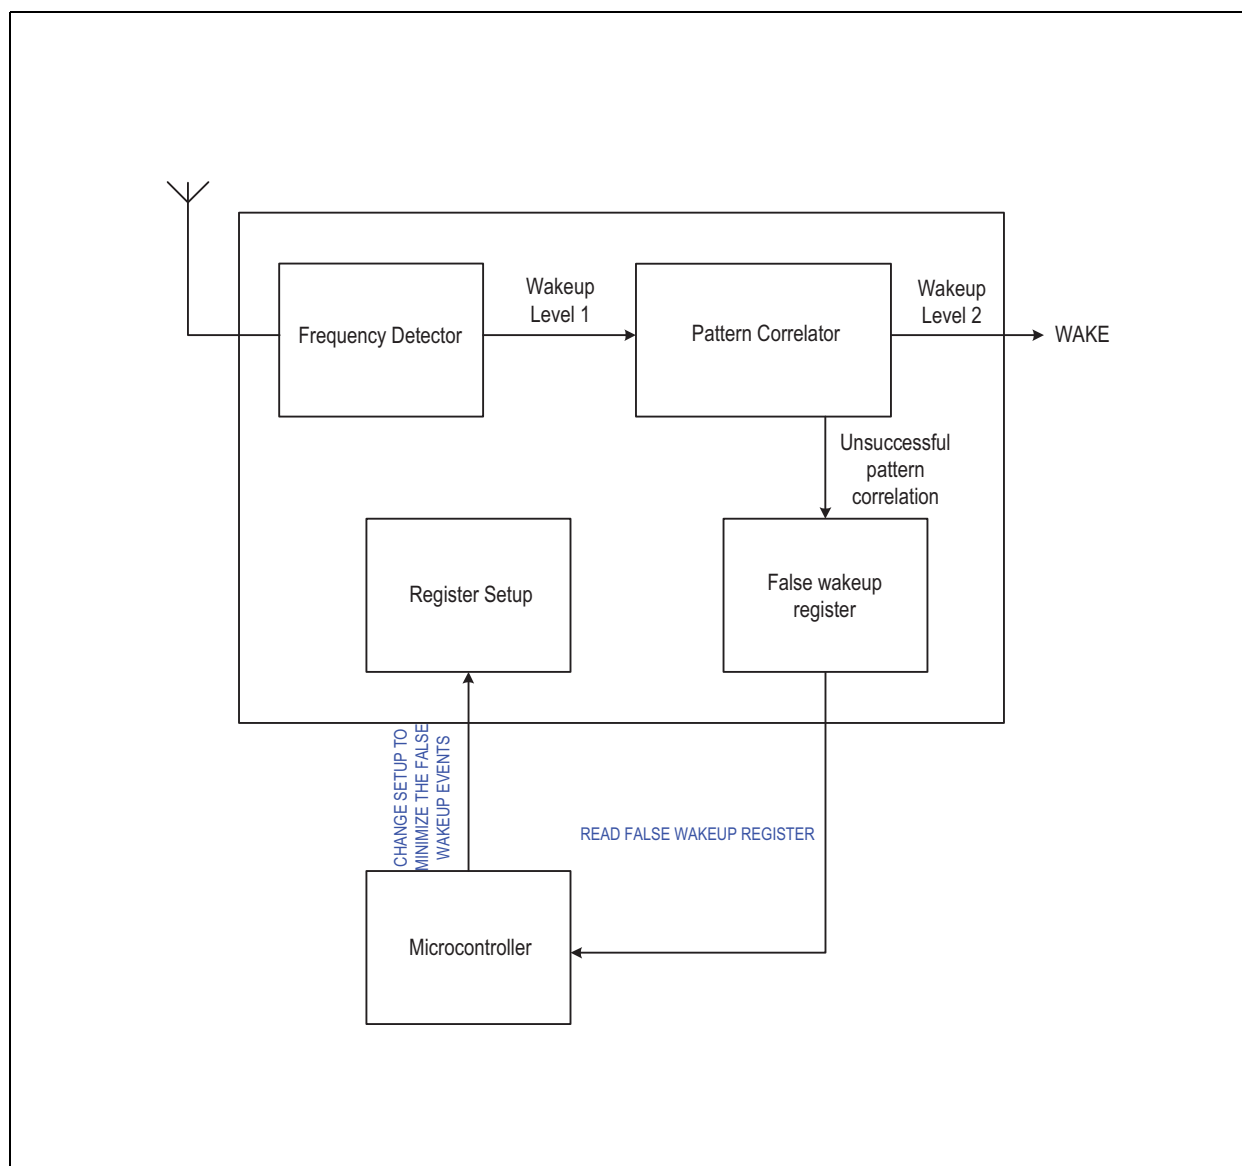 Wakeup
Level 1
Wakeup
Level 2
Frequency Detector
Pattern Correlator
WAKE
Unsuccessful
pattern
correlation
Register Setup
False wakeup
register
CHANGE SETUP TO
MINIMIZE THE FALSE
WAKEUP EVENTS
READ FALSE WAKEUP REGISTER
Microcontroller